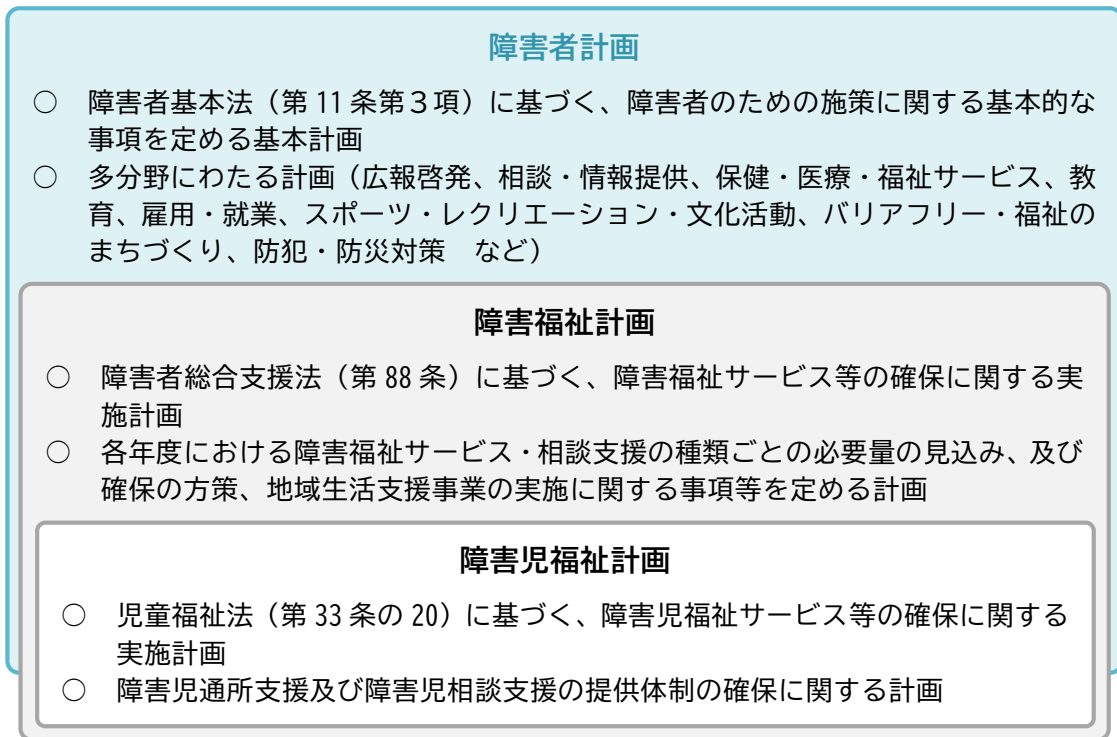 障害者計画
○ 障害者基本法（第 11 条第３項）に基づく、障害者のための施策に関する基本的な
事項を定める基本計画
○ 多分野にわたる計画（広報啓発、相談・情報提供、保健・医療・福祉サービス、教
育、雇用・就業、スポーツ・レクリエーション・文化活動、バリアフリー・福祉の
まちづくり、防犯・防災対策　など）
障害福祉計画
○ 障害者総合支援法（第 88 条）に基づく、障害福祉サービス等の確保に関する実
施計画
○ 各年度における障害福祉サービス・相談支援の種類ごとの必要量の見込み、及び
確保の方策、地域生活支援事業の実施に関する事項等を定める計画
障害児福祉計画
○ 児童福祉法（第 33 条の 20）に基づく、障害児福祉サービス等の確保に関する
実施計画
○ 障害児通所支援及び障害児相談支援の提供体制の確保に関する計画